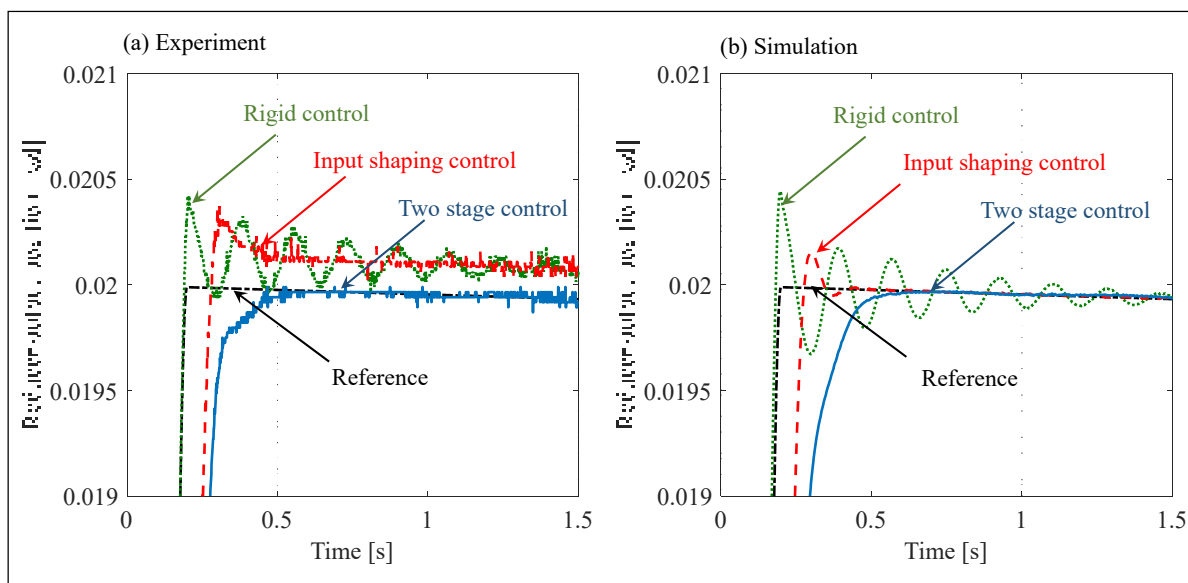 (a) Experiment
0.021
0.0205
0.02
0.0195
0.019
0
0.5
1
1.5
Time [s]
Rigid control
Input shaping control
Two stage control
Reference
(b) Simulation
0.021
0.0205
0.02
0.0195
0.019
0
0.5
1
1.5
Time [s]
Rigid control
Input shaping control
Two stage control
Reference